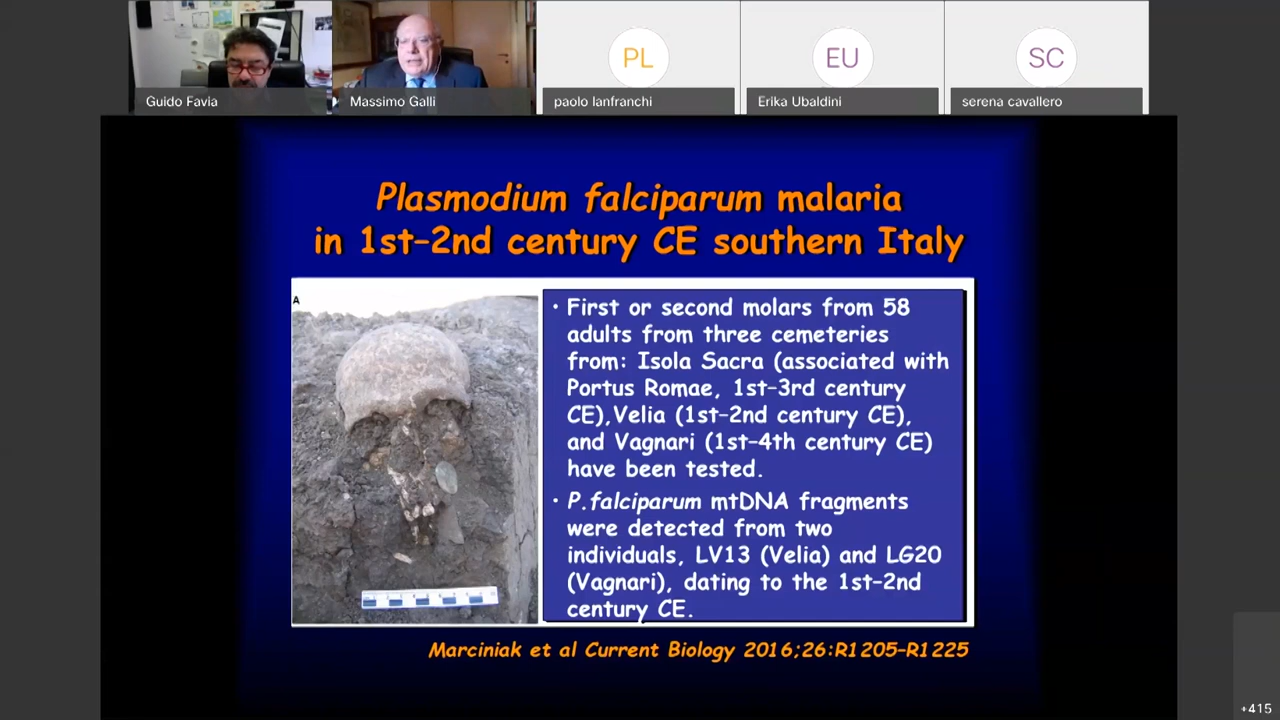 PL
EU
SC
Guido Favia
Massimo Galli
paolo lanfranchi
Erika Ubaldini
serena cavallero
Plasmodium falciparum malaria
in 1st-2nd century CE southern Italy
A
• First or second molars from 58
adults from three cemeteries
from: Isola Sacra (associated with
Portus Romae, 1st-3rd century
CE),Velia (1st-2nd century CE),
and Vagnari (1st-4th century CE)
have been tested.
• P.falciparum mtDNA fragments
were detected from two
individuals, LV13 (Velia) and LG20
(Vagnari), dating to the 1st-2nd
century CE.
Marciniak et al Current Biology 2016;26:R1205-R1225
+415